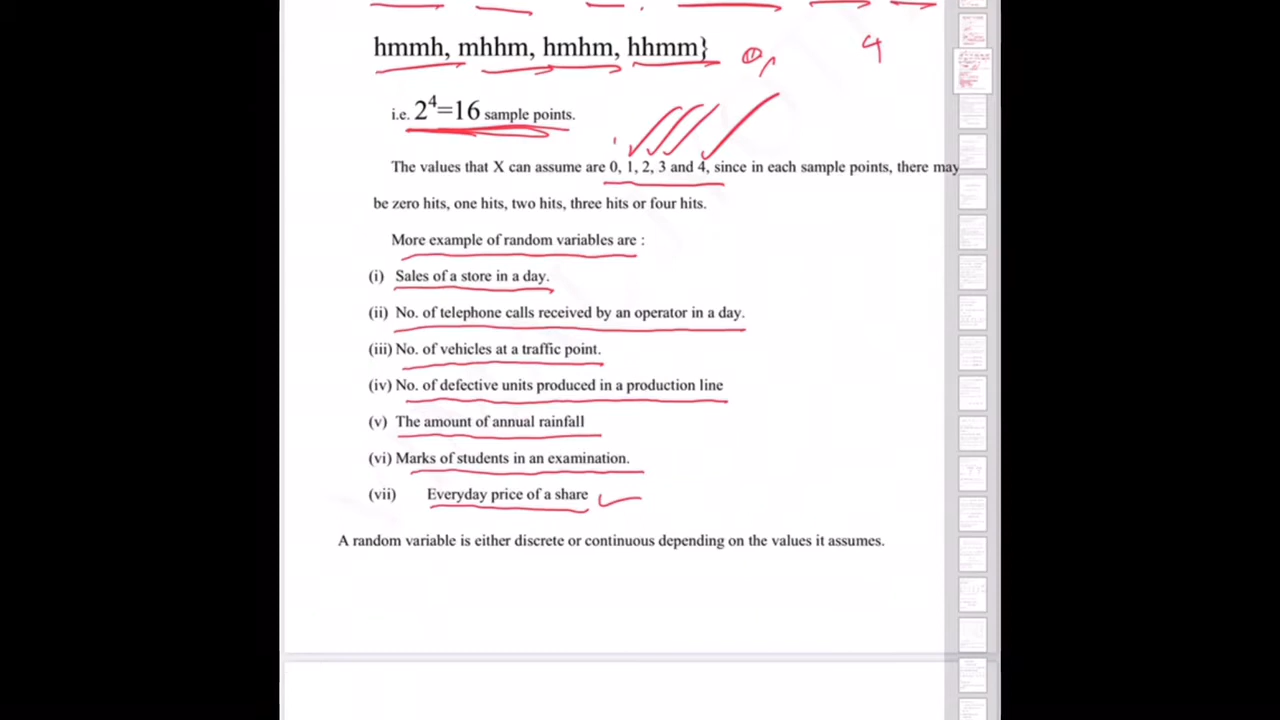 hmmh, mhhm, hmhm, hhmm}
4
i.e. 2⁴=16 sample points.
The values that X can assume are 0, 1, 2, 3 and 4, since in each sample points, there may
be zero hits, one hits, two hits, three hits or four hits.
More example of random variables are :
(i) Sales of a store in a day.
(ii) No. of telephone calls received by an operator in a day.
(iii) No. of vehicles at a traffic point.
(iv) No. of defective units produced in a production line
(v) The amount of annual rainfall
(vi) Marks of students in an examination.
(vii) Everyday price of a share
A random variable is either discrete or continuous depending on the values it assumes.